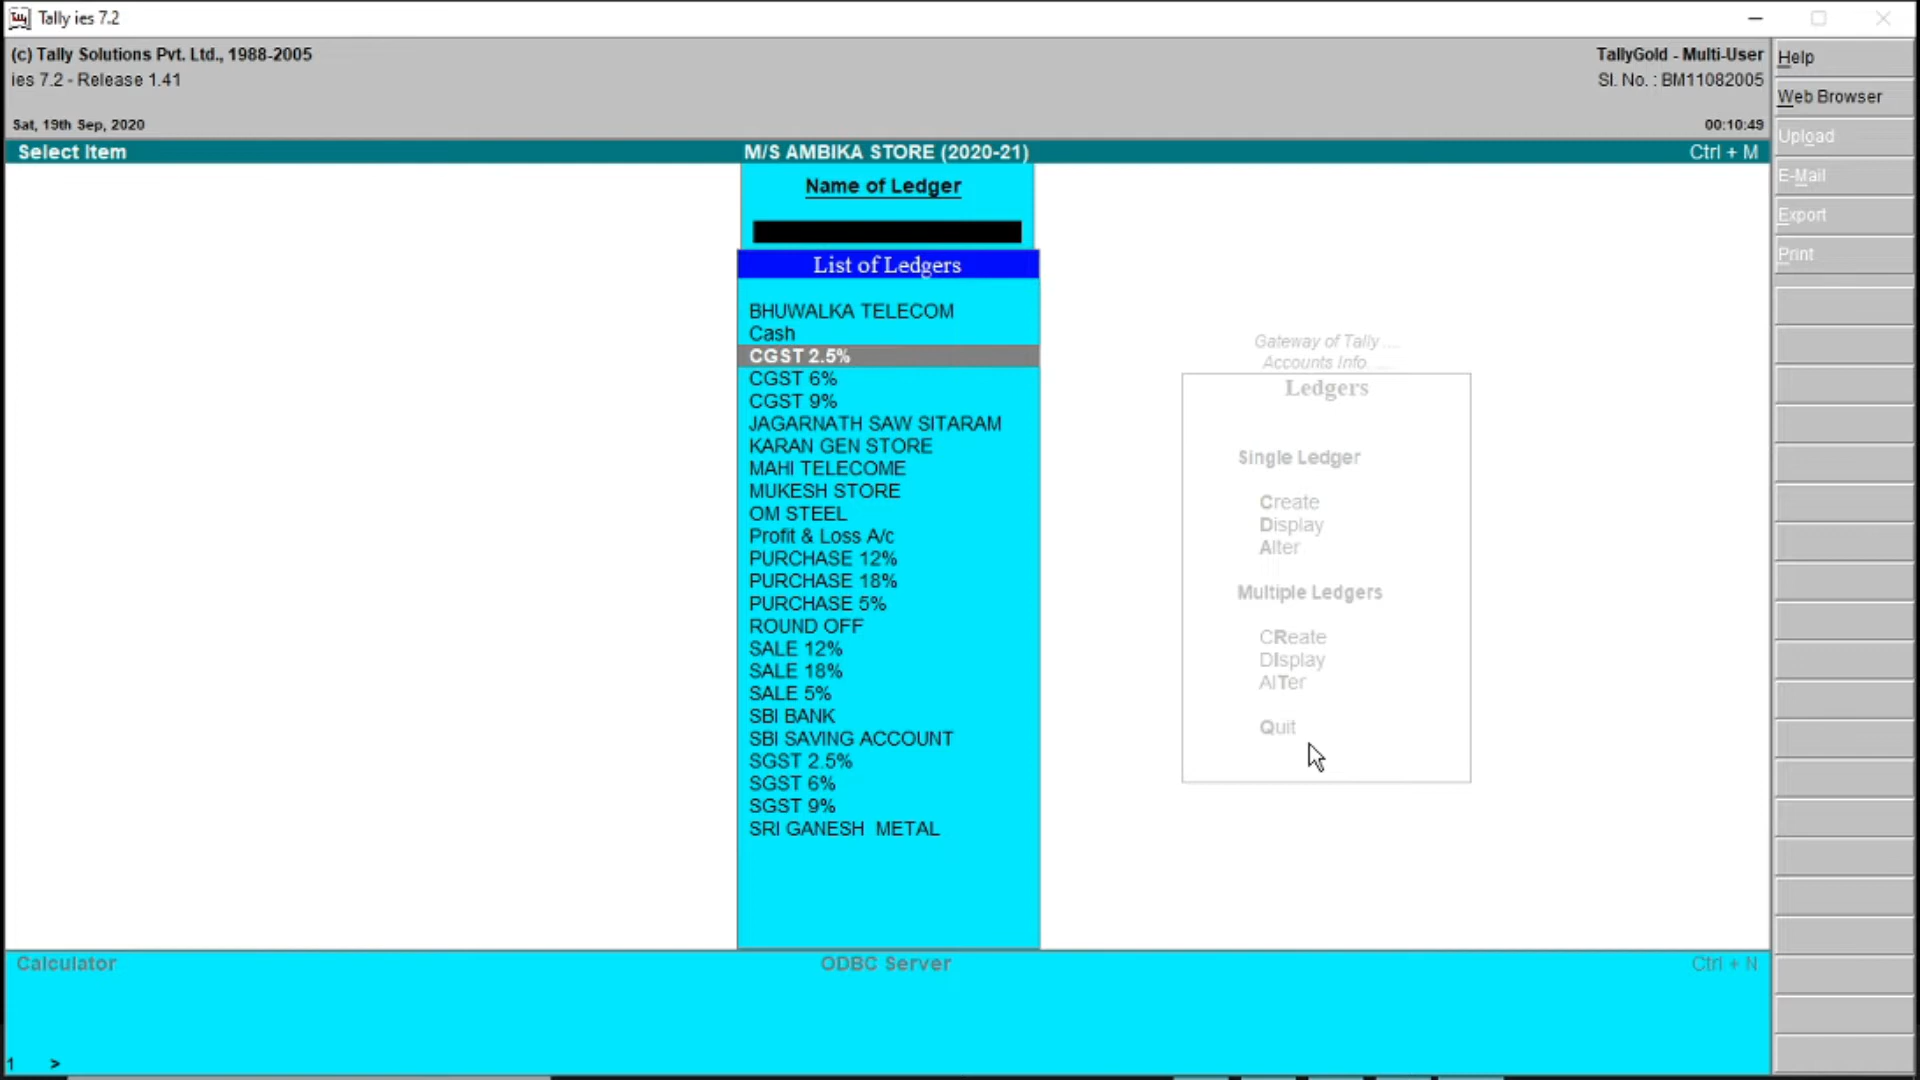 Tally ies 7.2
(c) Tally Solutions Pvt. Ltd., 1988-2005
TallyGold - Multi-User
ies 7.2 - Release 1.41
Sl. No. : BM11082005
Sat, 19th Sep, 2020
00:10:49
Select Item
M/S AMBIKA STORE (2020-21)
Ctrl + M
Name of Ledger
List of Ledgers
BHUWALKA TELECOM
Cash
CGST 2.5%
CGST 6%
CGST 9%
JAGARNATH SAW SITARAM
KARAN GEN STORE
MAHI TELECOME
MUKESH STORE
OM STEEL
Profit & Loss A/c
PURCHASE 12%
PURCHASE 18%
PURCHASE 5%
ROUND OFF
SALE 12%
SALE 18%
SALE 5%
SBI BANK
SBI SAVING ACCOUNT
SGST 2.5%
SGST 6%
SGST 9%
SRI GANESH  METAL
Gateway of Tally ....
Accounts Info. ....
Ledgers
Single Ledger
Create
Display
Alter
Multiple Ledgers
CReate
DIsplay
AlTer
Quit
Help
Web Browser
Upload
E-Mail
Export
Print
Calculator
ODBC Server
Ctrl + N
1 >